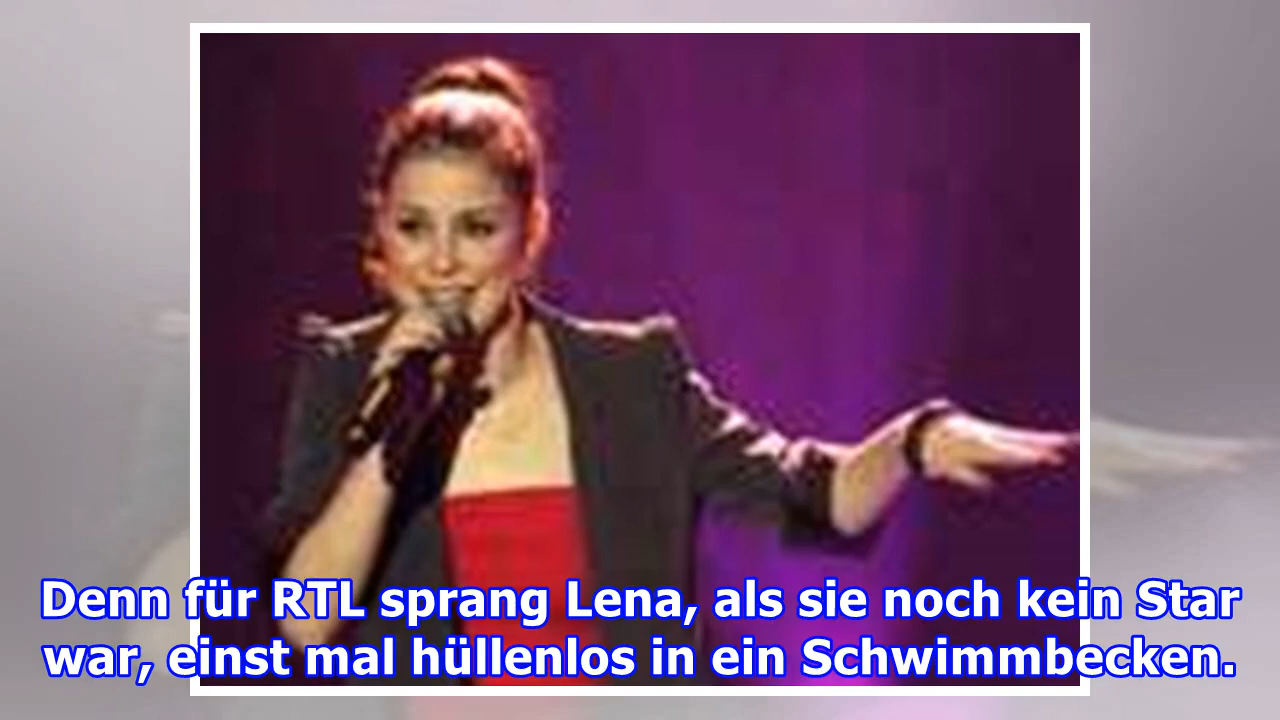 Denn für RTL sprang Lena, als sie noch kein Star
war, einst mal hüllenlos in ein Schwimmbecken.